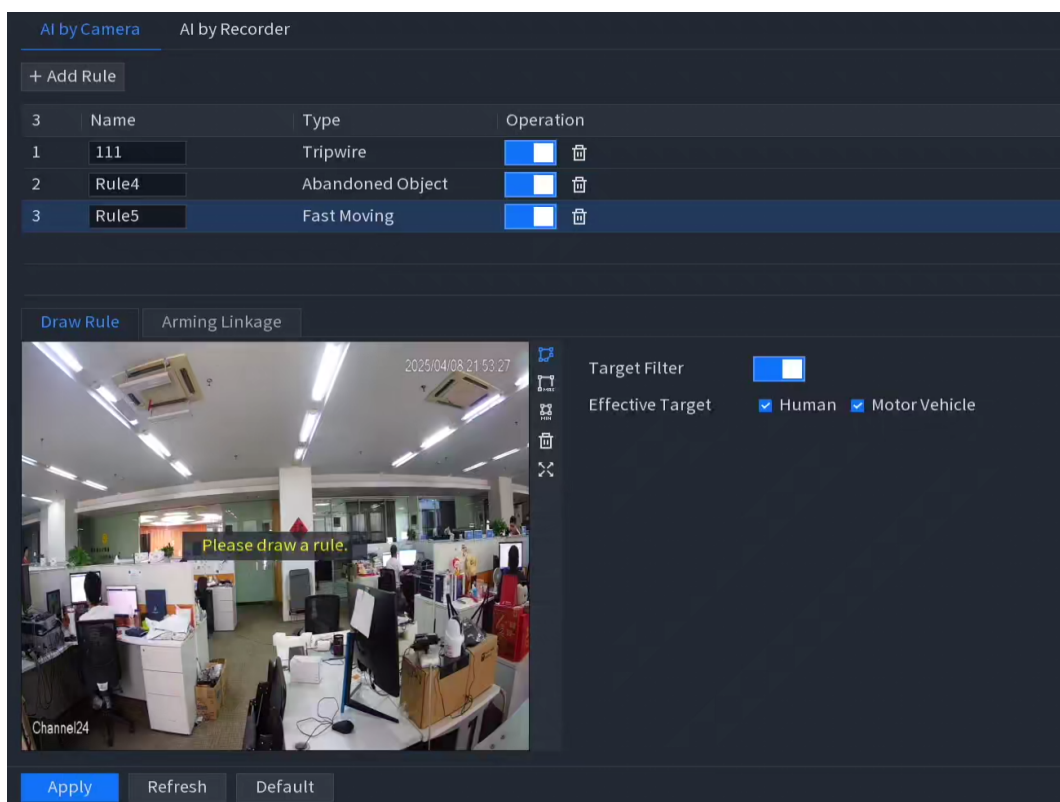 AI by Camera AI by Recorder
+ Add Rule
3 Name Type Operation
1 111 Tripwire
2 Rule4 Abandoned Object
3 Rule5 Fast Moving
Draw Rule Arming Linkage
2025/04/08 21:53:27
Target Filter
Effective Target Human Motor Vehicle
Please draw a rule.
Channel24
Apply Refresh Default